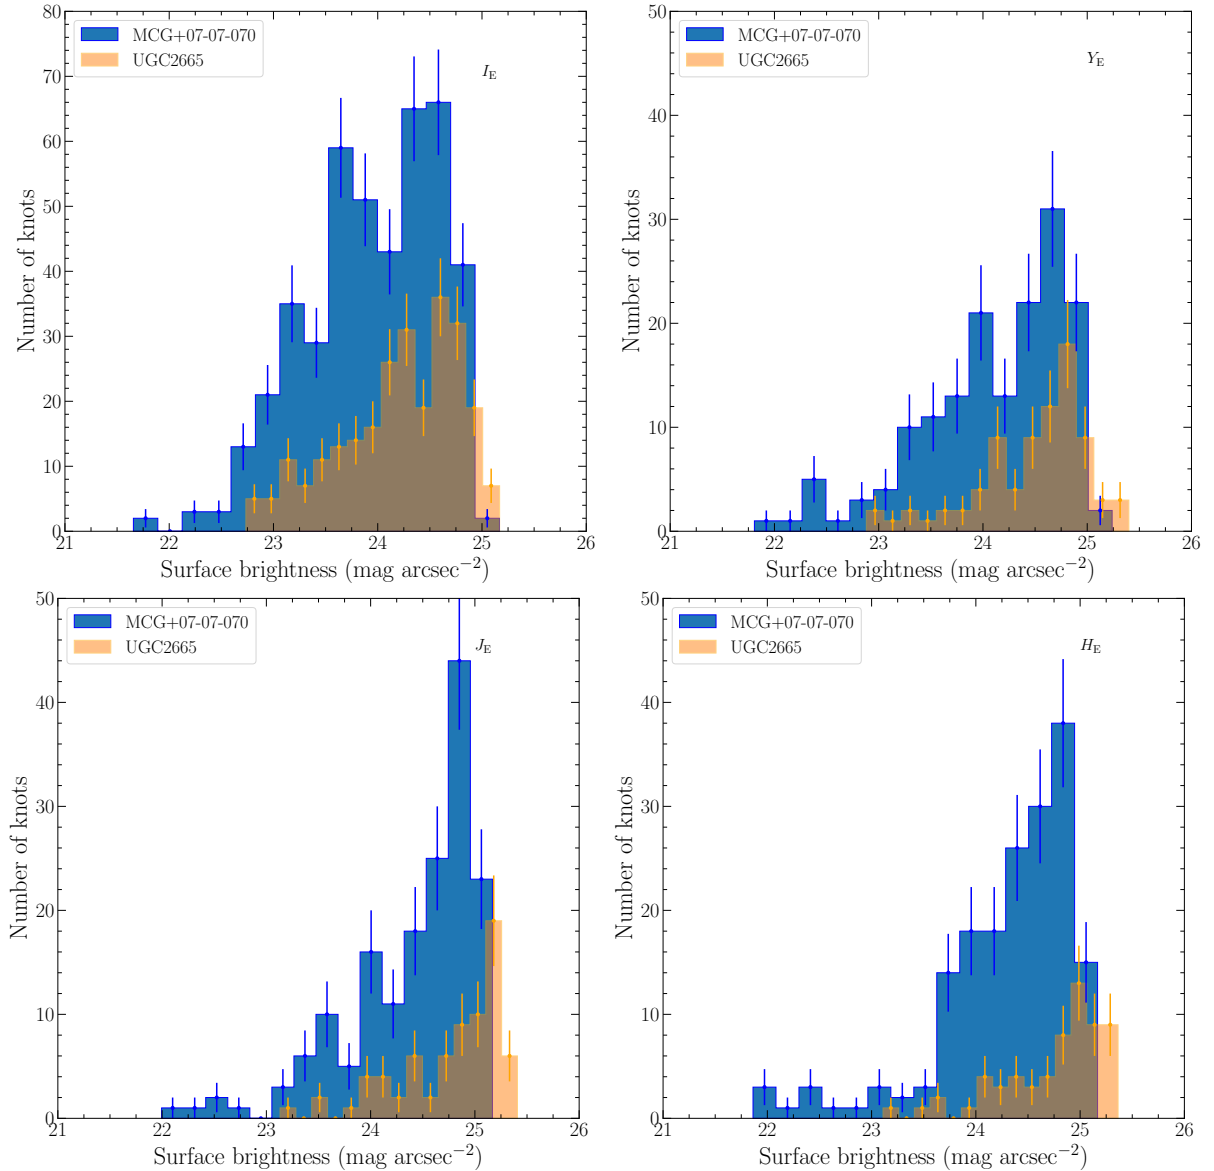 80
70
60
50
40
30
20
10
0
Number of knots
MCG+07-07-070
UGC2665
I_E
21 22 23 24 25 26
Surface brightness (mag arcsec⁻²)
50
40
30
20
10
0
Number of knots
MCG+07-07-070
UGC2665
Y_E
21 22 23 24 25 26
Surface brightness (mag arcsec⁻²)
50
40
30
20
10
0
Number of knots
MCG+07-07-070
UGC2665
J_E
21 22 23 24 25 26
Surface brightness (mag arcsec⁻²)
50
40
30
20
10
0
Number of knots
MCG+07-07-070
UGC2665
H_E
21 22 23 24 25 26
Surface brightness (mag arcsec⁻²)